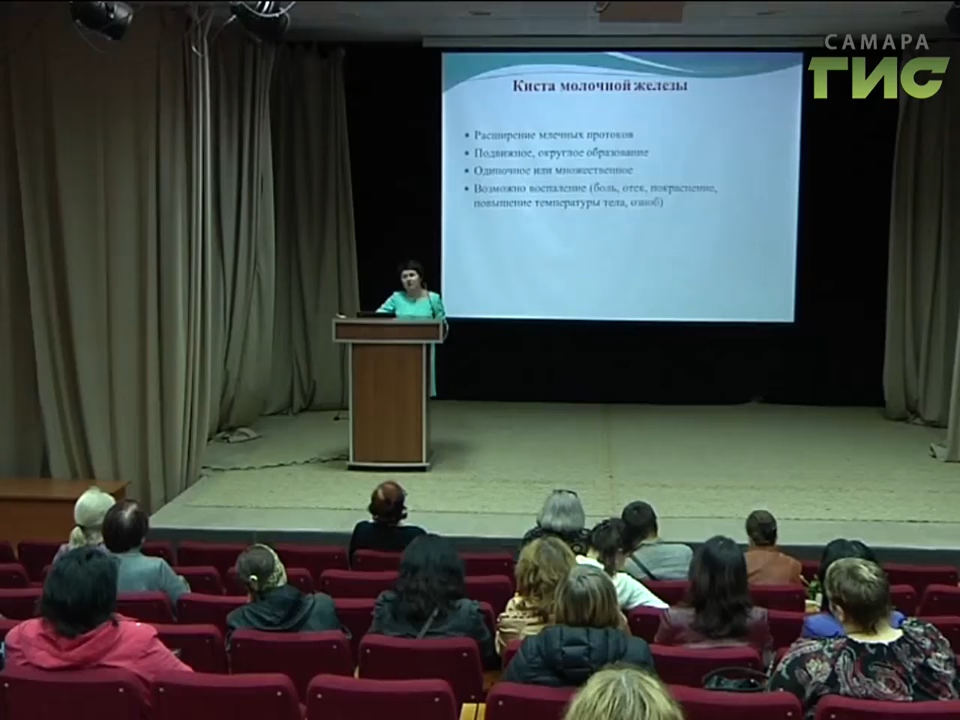 САМАРА
ГИС
Киста молочной железы
• Расширение млечных протоков
• Подвижное, округлое образование
• Одиночное или множественное
• Возможно воспаление (боль, отек, покраснение,
повышение температуры тела, озноб)